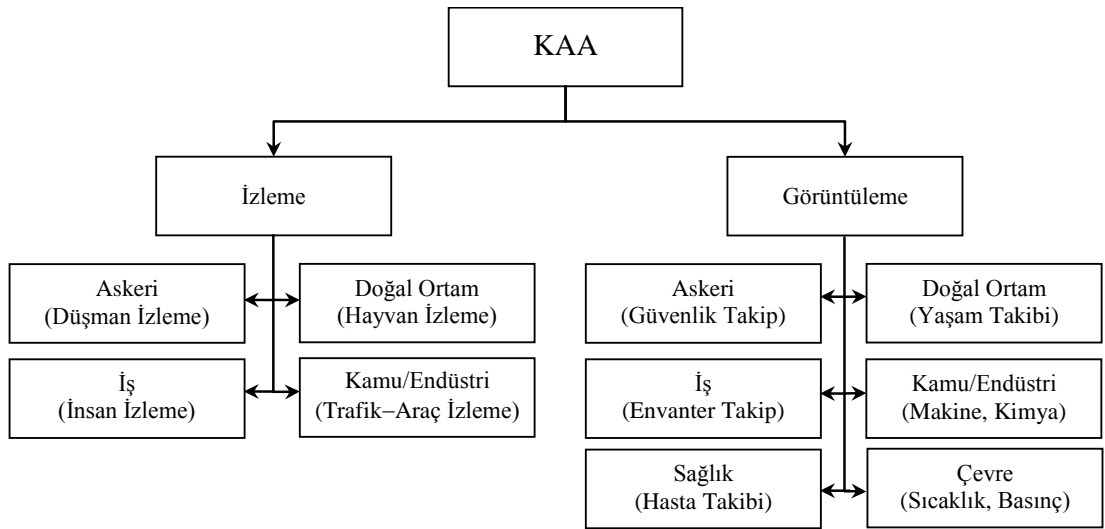 KAA
İzleme
Görüntüleme
Askeri
(Düşman İzleme)
Doğal Ortam
(Hayvan İzleme)
İş
(İnsan İzleme)
Kamu/Endüstri
(Trafik–Araç İzleme)
Askeri
(Güvenlik Takip)
Doğal Ortam
(Yaşam Takibi)
İş
(Envanter Takip)
Kamu/Endüstri
(Makine, Kimya)
Sağlık
(Hasta Takibi)
Çevre
(Sıcaklık, Basınç)